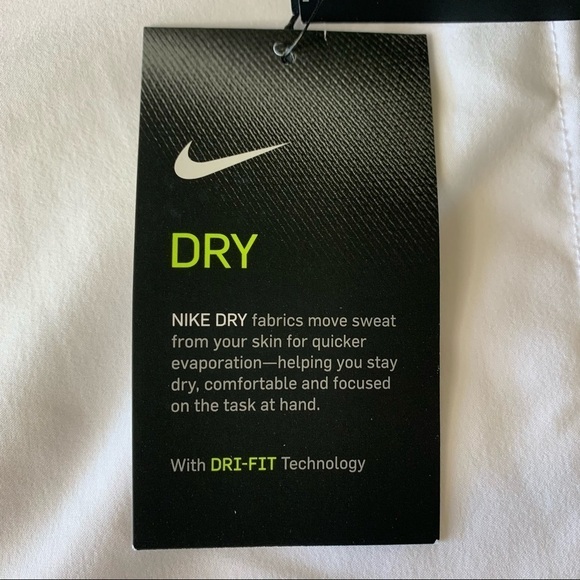 DRY
NIKE DRY fabrics move sweat
from your skin for quicker
evaporation—helping you stay
dry, comfortable and focused
on the task at hand.
With DRI-FIT Technology